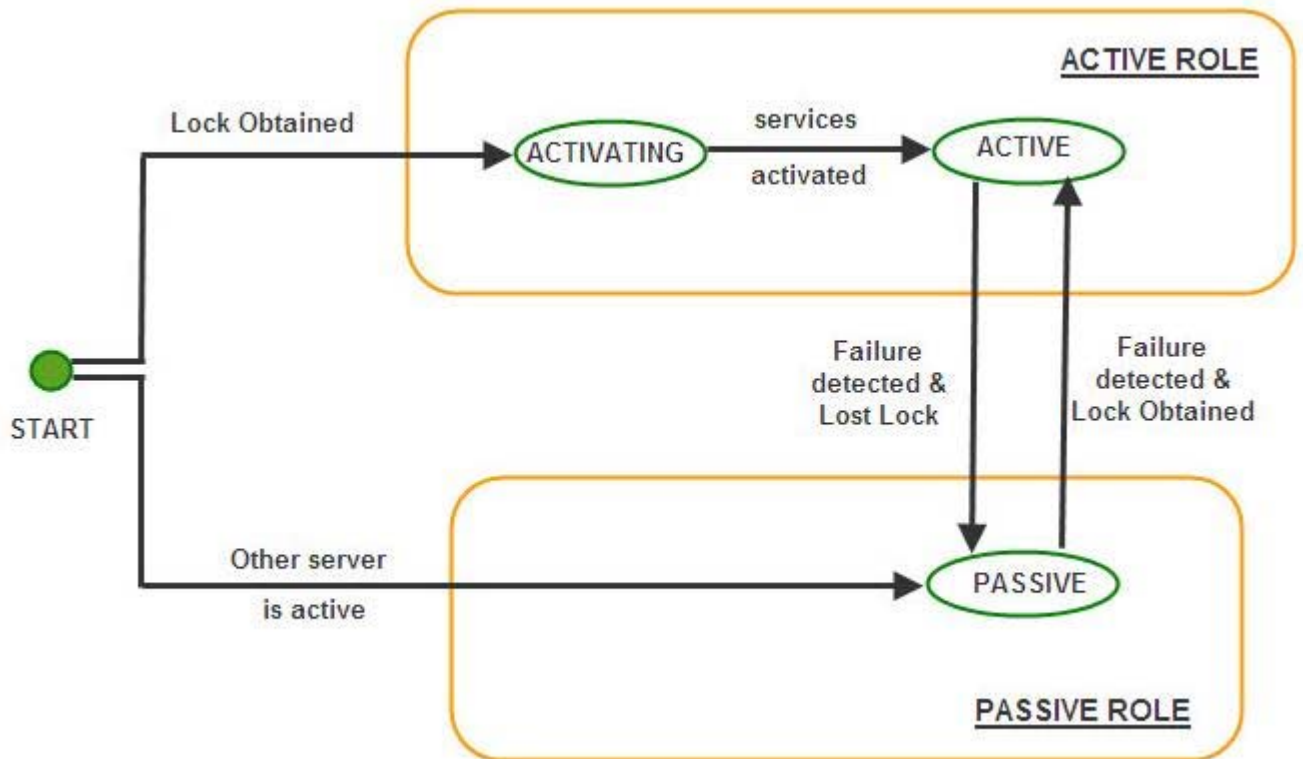 ACTIVE ROLE
Lock Obtained
services
ACTIVATING
ACTIVE
activated
Failure
detected &
Lost Lock
Failure
detected &
Lock Obtained
START
Other server
is active
PASSIVE
PASSIVE ROLE